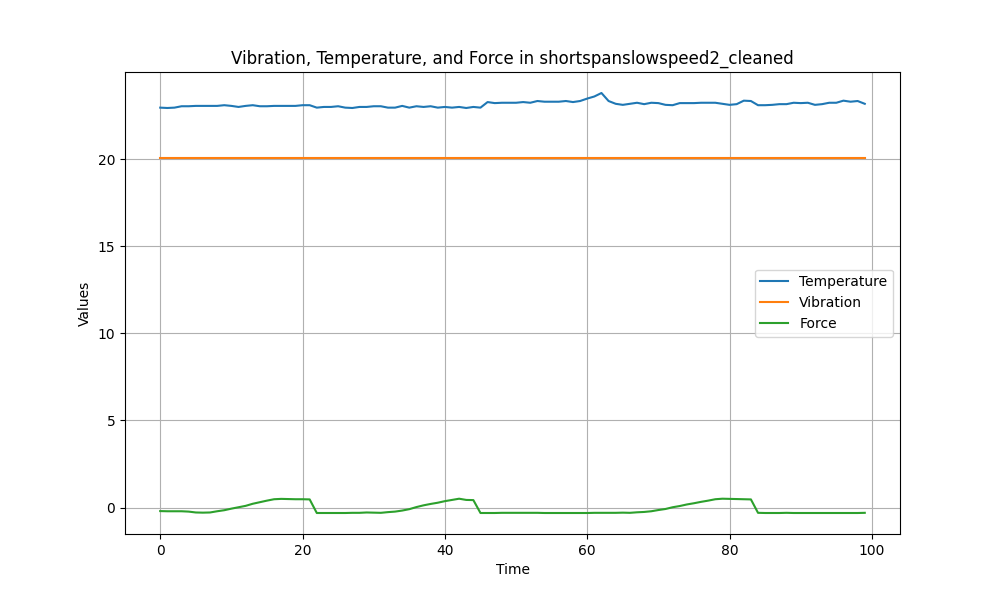 Vibration, Temperature, and Force in shortspanslowspeed2_cleaned
Values
20
15
10
5
0
Temperature
Vibration
Force
0 20 40 60 80 100
Time